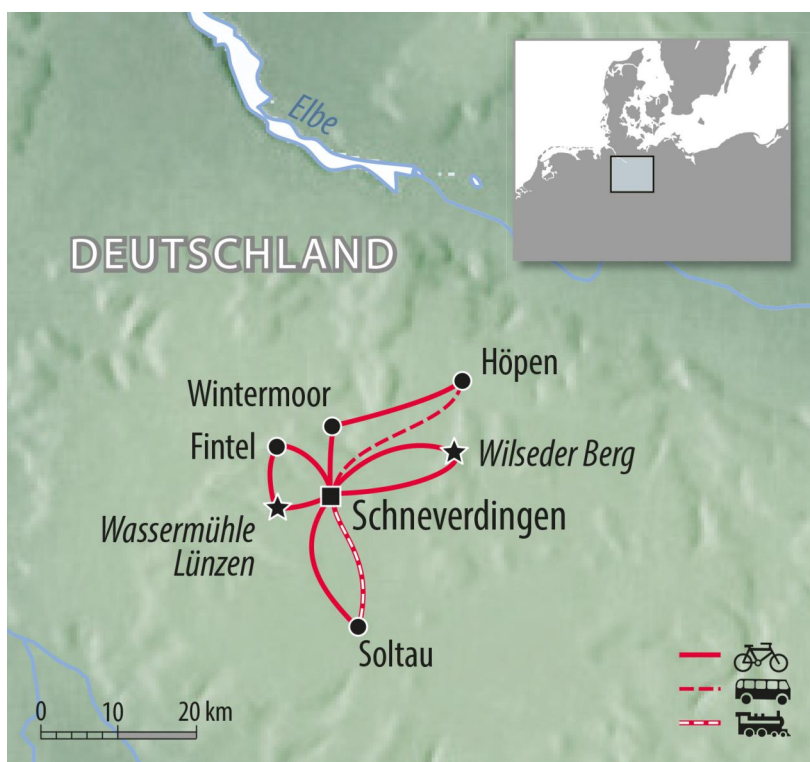 Elbe
DEUTSCHLAND
Höpen
Wintermoor
Fintel
Wilseder Berg
Schneverdingen
Wassermühle
Lünzen
Soltau
0 10 20 km